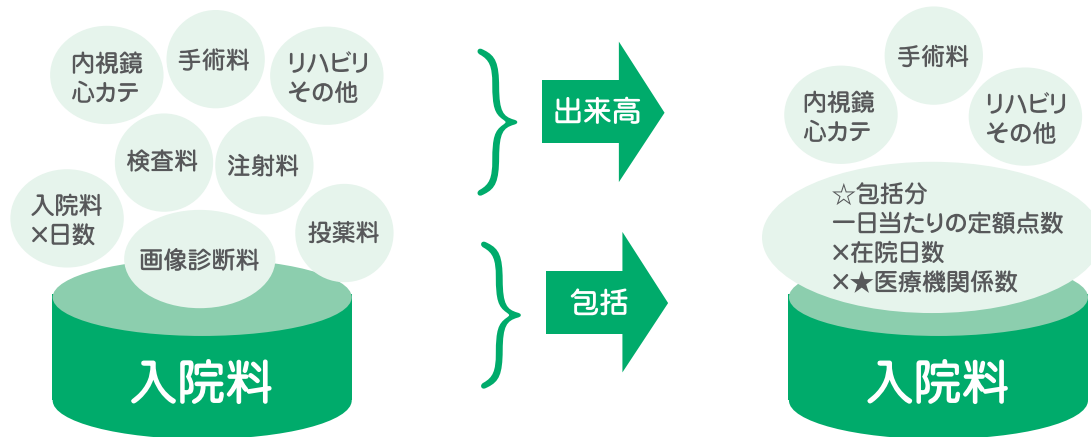 内視鏡
心カテ
手術料
リハビリ
その他
検査料
注射料
入院料
×日数
画像診断料
投薬料
入院料
出来高
包括
手術料
内視鏡
心カテ
リハビリ
その他
☆包括分
一日当たりの定額点数
×在院日数
×★医療機関係数
入院料